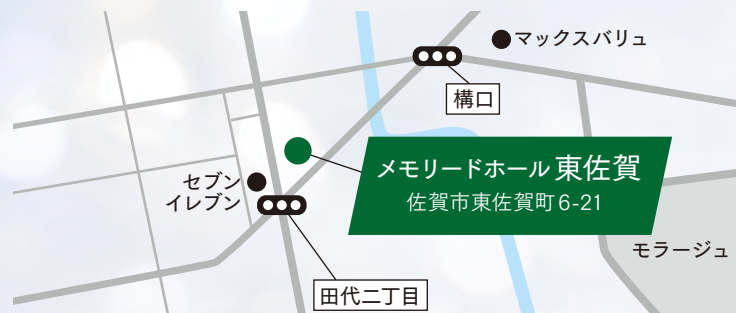 マックスバリュ
構口
メモリードホール 東佐賀
佐賀市東佐賀町6-21
セブン
イレブン
モラージュ
田代二丁目